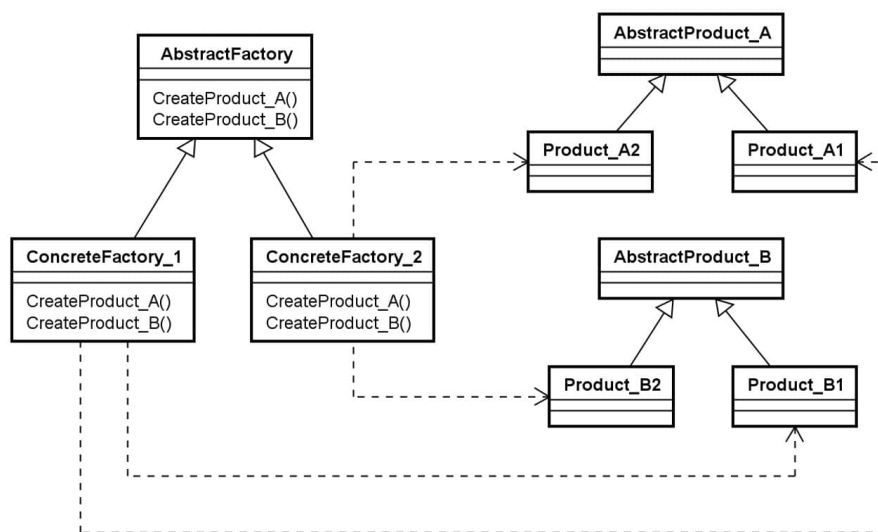 AbstractFactory
CreateProduct_A()
CreateProduct_B()
AbstractProduct_A
Product_A2
Product_A1
ConcreteFactory_1
CreateProduct_A()
CreateProduct_B()
ConcreteFactory_2
CreateProduct_A()
CreateProduct_B()
AbstractProduct_B
Product_B2
Product_B1